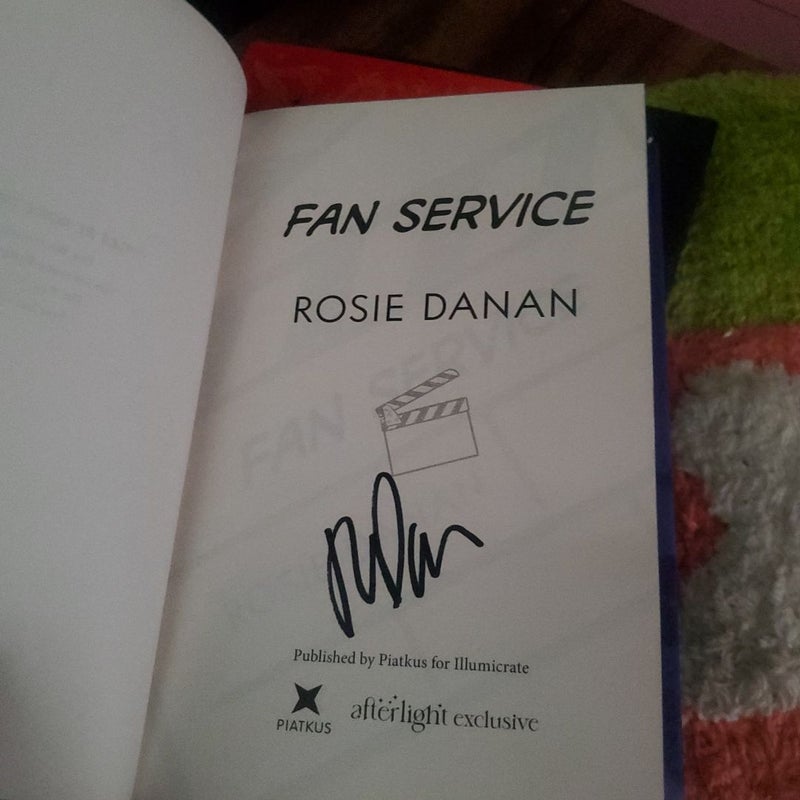 FAN SERVICE
ROSIE DANAN
Published by Piatkus for Illumicrate
PIATKUS
afterlight exclusive